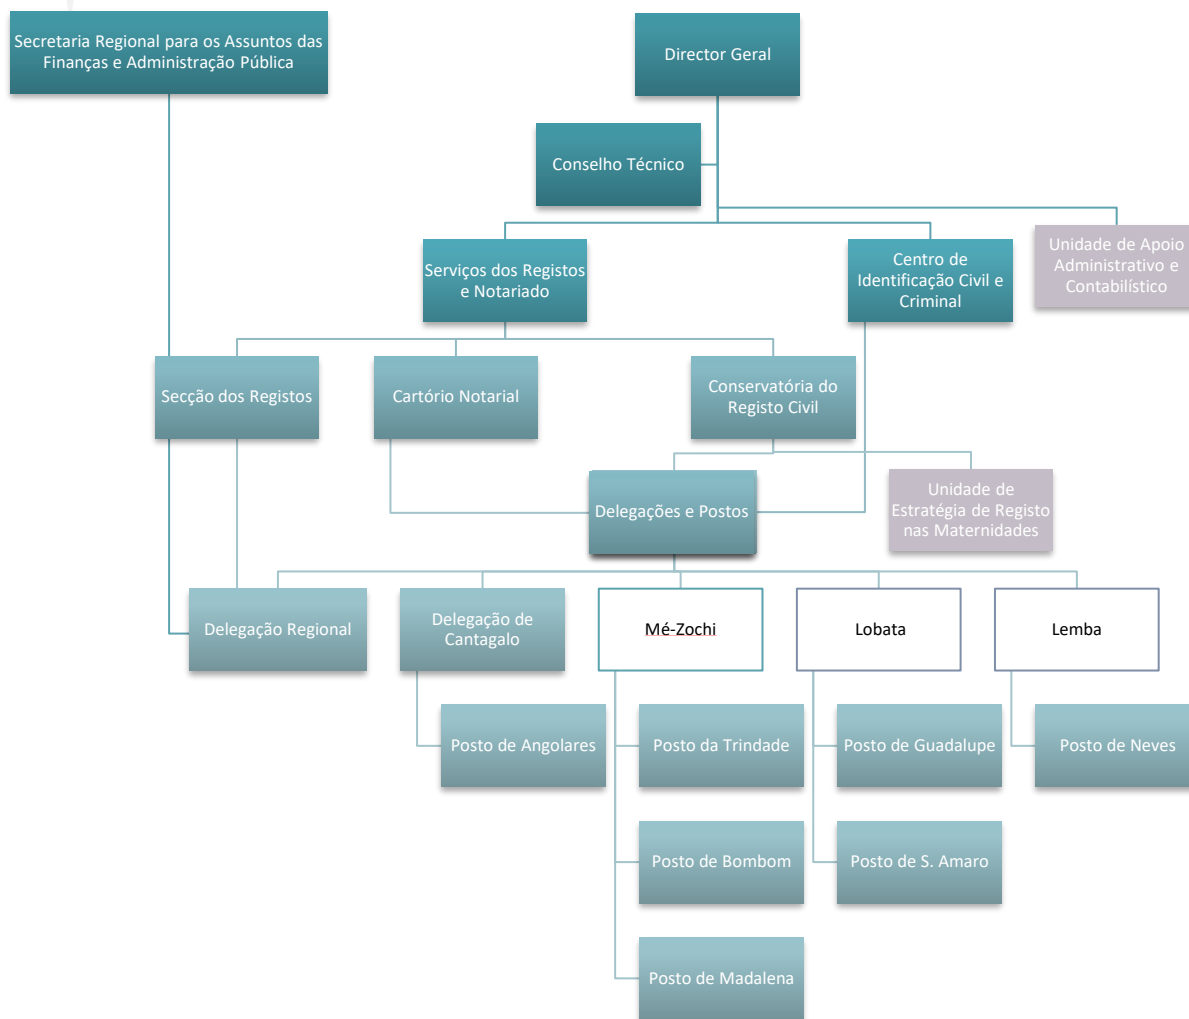 Secretaria Regional para os Assuntos das
Finanças e Administração Pública
Director Geral
Conselho Técnico
Serviços dos Registos
e Notariado
Centro de
Identificação Civil e
Criminal
Unidade de Apoio
Administrativo e
Contabilístico
Secção dos Registos
Cartório Notarial
Conservatória do
Registo Civil
Delegações e Postos
Unidade de
Estratégia de Registo
nas Maternidades
Delegação Regional
Delegação de
Cantagalo
Mé-Zochi
Lobata
Lemba
Posto de Angolares
Posto da Trindade
Posto de Guadalupe
Posto de Neves
Posto de Bombom
Posto de S. Amaro
Posto de Madalena